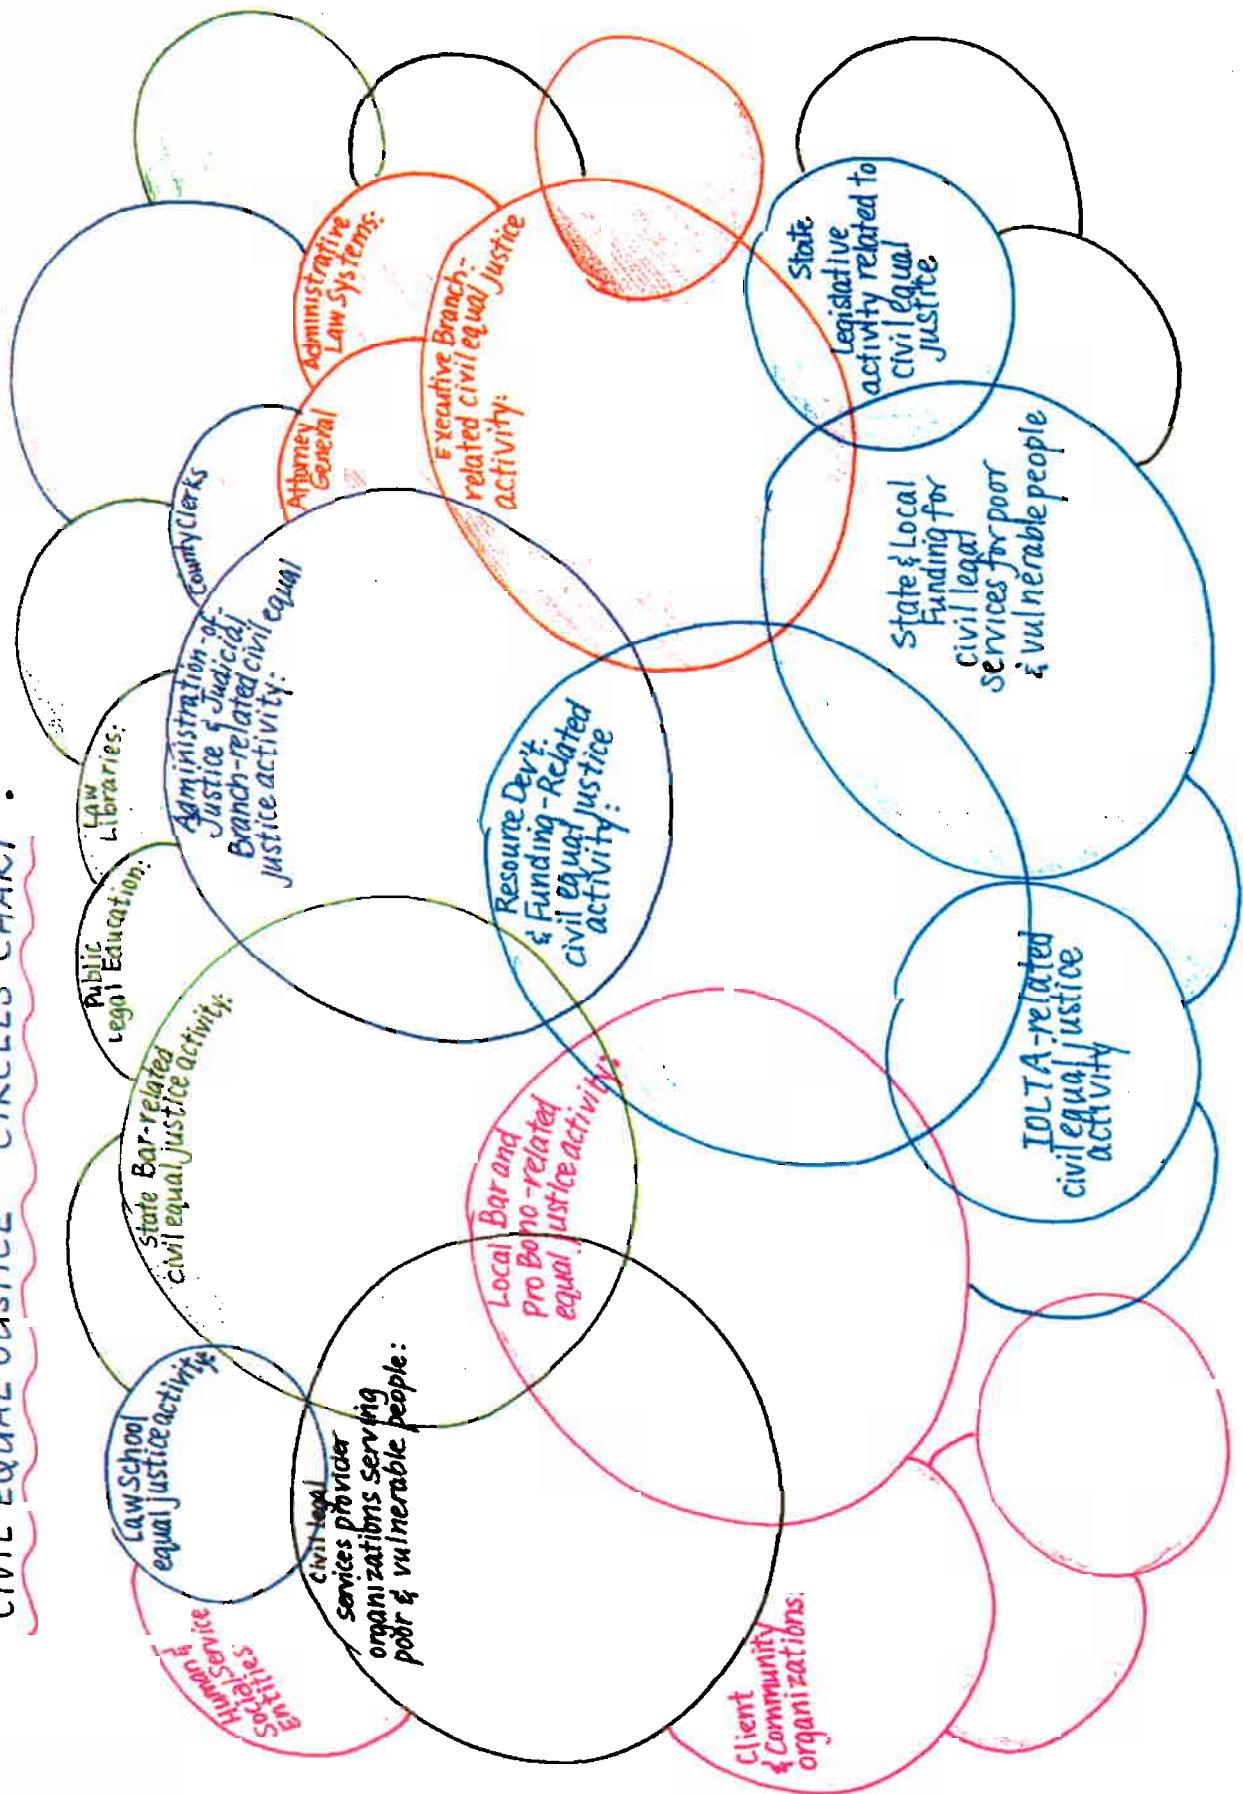 CIVIL EQUAL JUSTICE CIRCLES CHART:
Human &
Social Service
Entities
Law School
equal justice activity:
State Bar-related
civil equal justice activity:
Public
Legal Education:
Law
Libraries:
County Clerks
Administration-of-
Justice & Judicial
Branch-related civil equal
justice activity:
Attorney
General
Administrative
Law Systems:
Executive Branch-
related civil equal justice
activity:
civil legal
services provider
organizations serving
poor & vulnerable people:
Local Bar and
Pro Bono-related
equal justice activity:
Resource Dev't.
& Funding-Related
civil equal justice
activity:
State
Legislative
activity related to
civil equal
justice
State & Local
Funding for
civil legal
services for poor
& vulnerable people
IOLTA-related
civil equal justice
activity
Client
& Community
organizations: